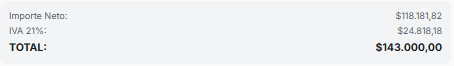 Importe Neto: $118.181,82
IVA 21%: $24.818,18
TOTAL: $143.000,00